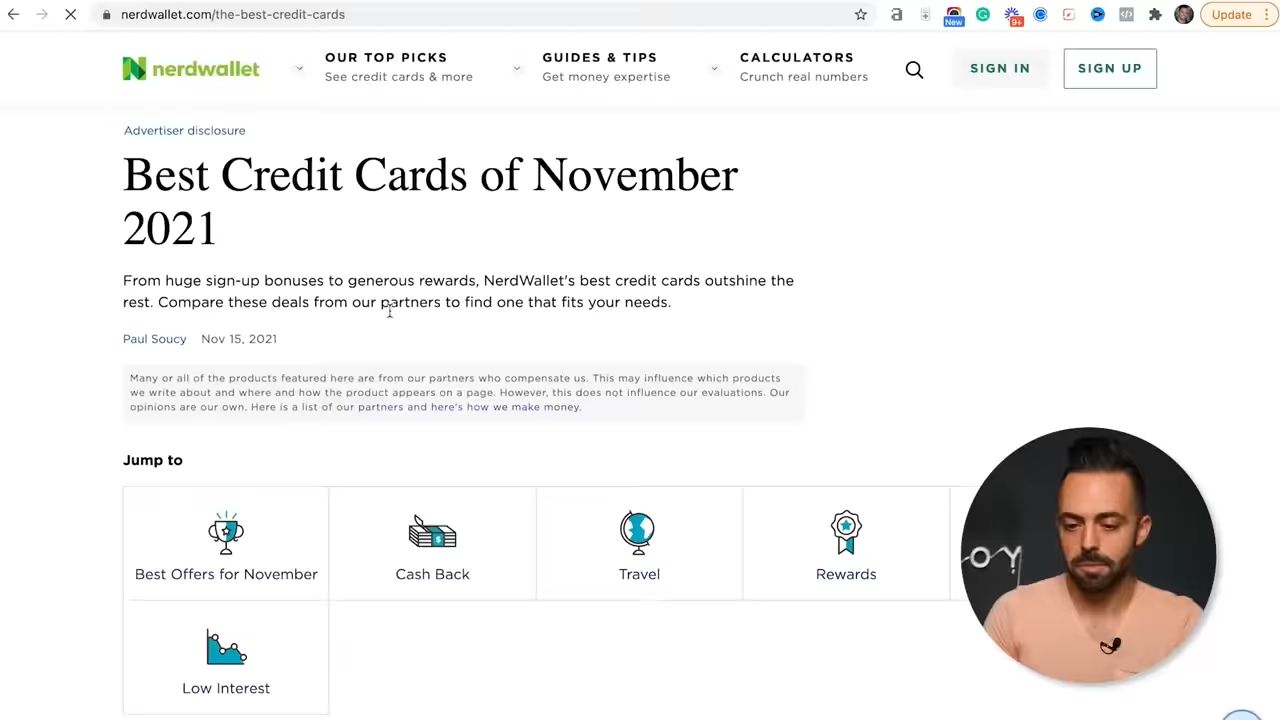 nerdwallet.com/the-best-credit-cards
New
9+
Update
nerdwallet
OUR TOP PICKS
See credit cards & more
GUIDES & TIPS
Get money expertise
CALCULATORS
Crunch real numbers
SIGN IN
SIGN UP
Advertiser disclosure
Best Credit Cards of November
2021
From huge sign-up bonuses to generous rewards, NerdWallet's best credit cards outshine the
rest. Compare these deals from our partners to find one that fits your needs.
Paul Soucy Nov 15, 2021
Many or all of the products featured here are from our partners who compensate us. This may influence which products
we write about and where and how the product appears on a page. However, this does not influence our evaluations. Our
opinions are our own. Here is a list of our partners and here's how we make money.
Jump to
Best Offers for November
Cash Back
Travel
Rewards
Low Interest
OY